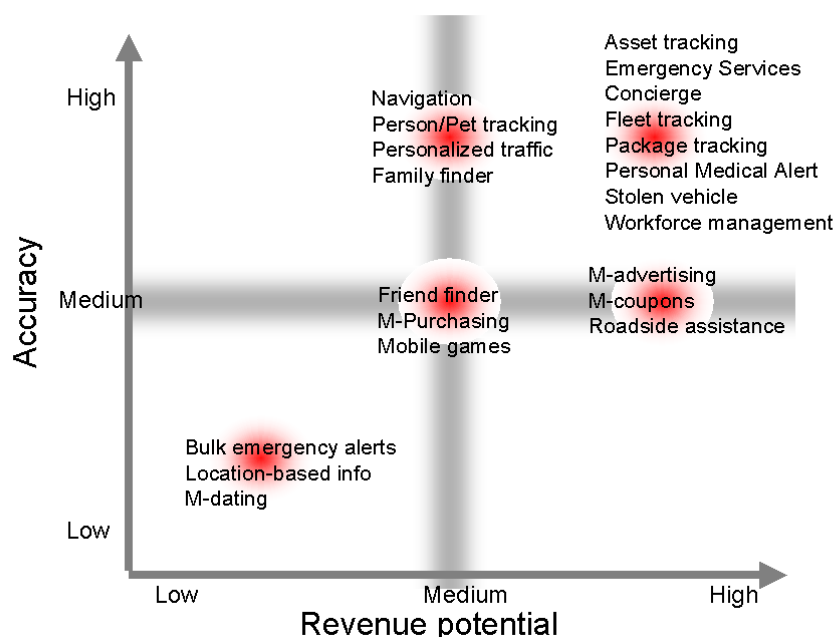 Asset tracking
Emergency Services
Concierge
Fleet tracking
Package tracking
Personal Medical Alert
Stolen vehicle
Workforce management
High
Navigation
Person/Pet tracking
Personalized traffic
Family finder
Accuracy
Medium
Friend finder
M-Purchasing
Mobile games
M-advertising
M-coupons
Roadside assistance
Bulk emergency alerts
Location-based info
M-dating
Low
Low
Medium
High
Revenue potential